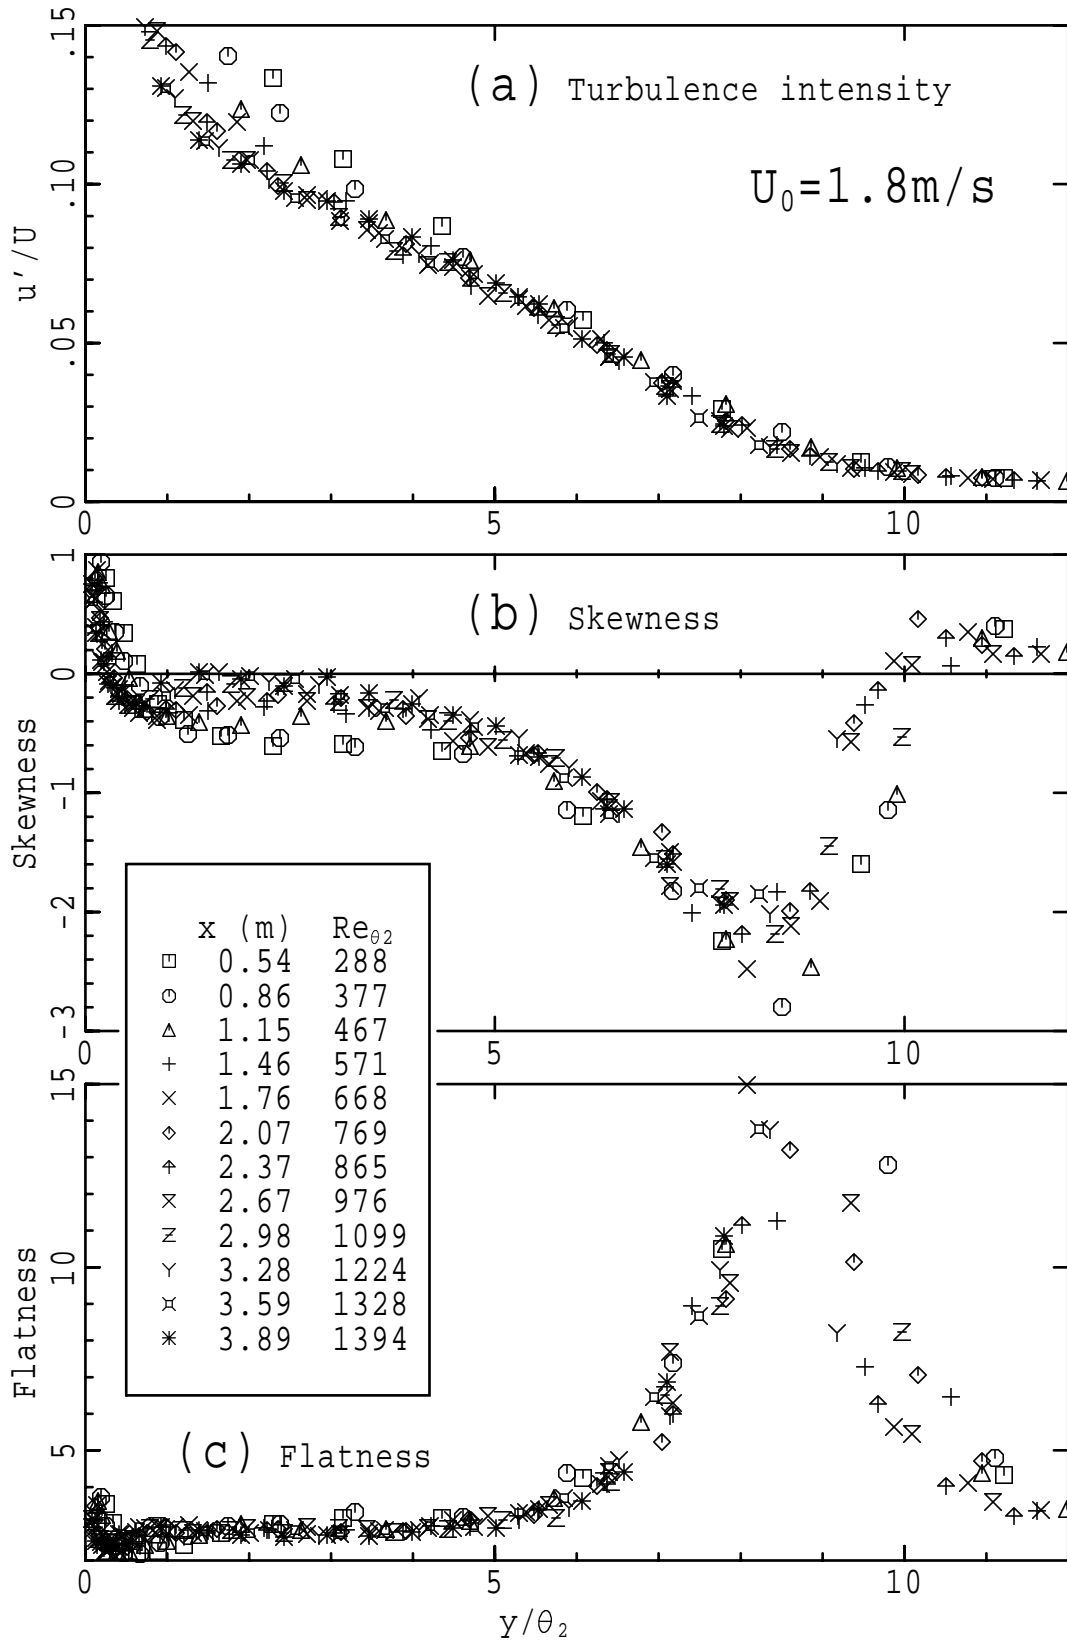 .15
(a) Turbulence intensity
.10
U₀=1.8m/s
u'/U
.05
0
0 5 10
1
(b) Skewness
0
Skewness
-1
-2
-3
0 5 10
x (m) Reθ2
0.54 288
0.86 377
1.15 467
1.46 571
1.76 668
2.07 769
2.37 865
2.67 976
2.98 1099
3.28 1224
3.59 1328
3.89 1394
15
10
Flatness
5
(c) Flatness
0 5 10
y/θ₂